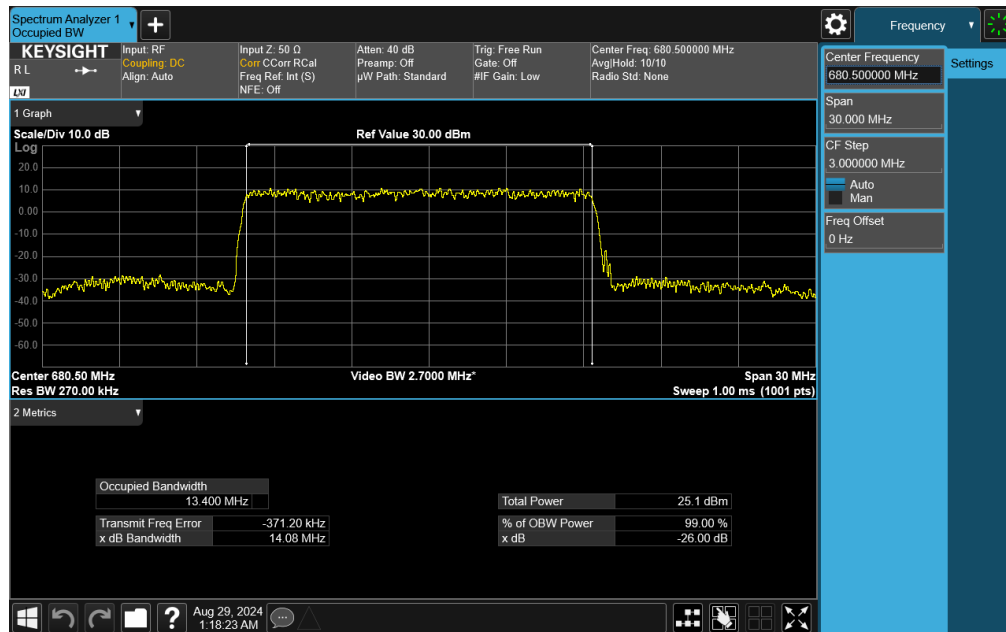 Spectrum Analyzer 1
Occupied BW
▼
+
Frequency ▼
KEYSIGHT
R L
LXI
Input: RF
Coupling: DC
Align: Auto
Input Z: 50 Ω
Corr CCorr RCal
Freq Ref: Int (S)
NFE: Off
Atten: 40 dB
Preamp: Off
µW Path: Standard
Trig: Free Run
Gate: Off
#IF Gain: Low
Center Freq: 680.500000 MHz
Avg|Hold: 10/10
Radio Std: None
Center Frequency
680.500000 MHz
Settings
Span
30.000 MHz
CF Step
3.000000 MHz
Auto
Man
Freq Offset
0 Hz
1 Graph ▼
Scale/Div 10.0 dB
Ref Value 30.00 dBm
Log
20.0
10.0
0.00
-10.0
-20.0
-30.0
-40.0
-50.0
-60.0
Center 680.50 MHz
Video BW 2.7000 MHz*
Span 30 MHz
Res BW 270.00 kHz
Sweep 1.00 ms (1001 pts)
2 Metrics ▼
Occupied Bandwidth
13.400 MHz
Total Power 25.1 dBm
Transmit Freq Error -371.20 kHz
% of OBW Power 99.00 %
x dB Bandwidth 14.08 MHz
x dB -26.00 dB
?
Aug 29, 2024
1:18:23 AM